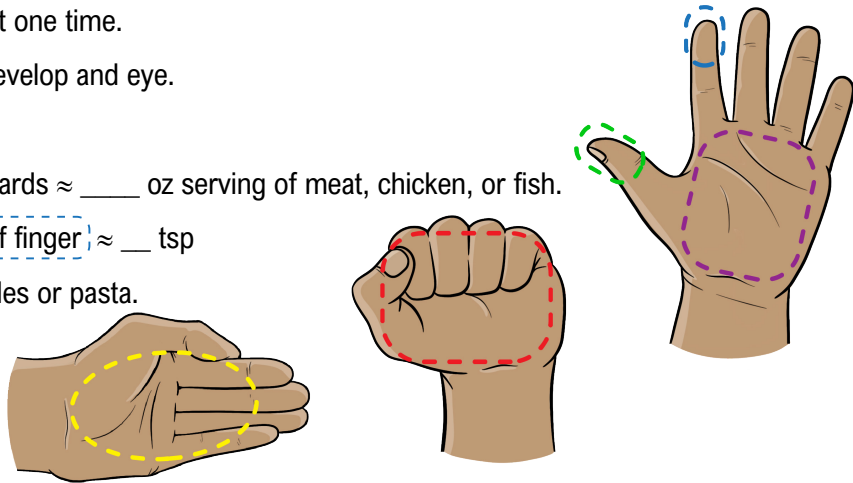 t one time.
evelop and eye.
ards ≈ ____ oz serving of meat, chicken, or fish.
f finger ≈ __ tsp
les or pasta.